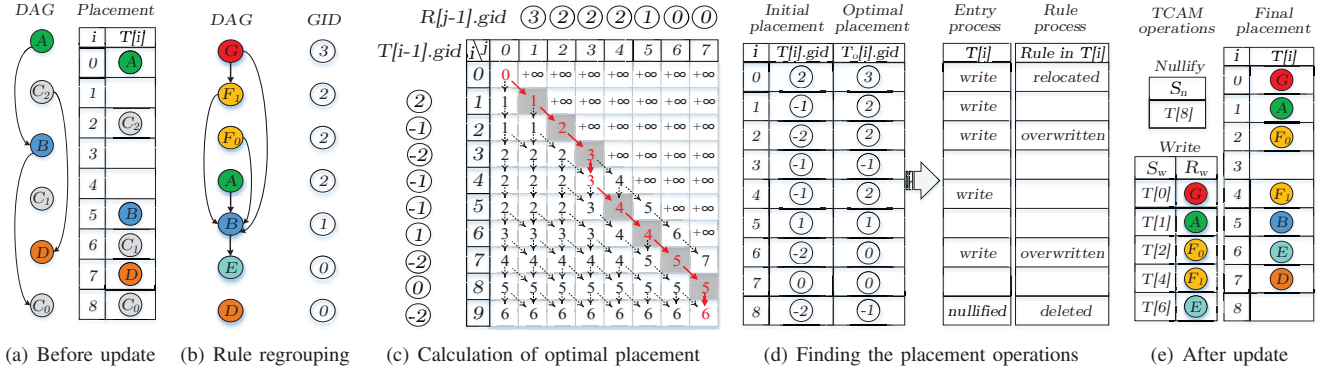 DAG
A
C₂
B
C₁
D
C₀
Placement
i T[i]
0 A
1
2 C₂
3
4
5 B
6 C₁
7 D
8 C₀
(a) Before update
DAG GID
G 3
F₁ 2
F₀ 2
A 2
B 1
E 0
D 0
(b) Rule regrouping
R[j-1].gid 3 2 2 2 1 0 0
T[i-1].gid i j 0 1 2 3 4 5 6 7
0 0 +∞ +∞ +∞ +∞ +∞ +∞ +∞
2 1 1 1 +∞ +∞ +∞ +∞ +∞ +∞
-1 2 1 1 2 +∞ +∞ +∞ +∞ +∞
-2 3 2 2 2 3 +∞ +∞ +∞ +∞
-1 4 2 2 2 3 4 +∞ +∞ +∞
-1 5 2 2 2 3 4 5 +∞ +∞
1 6 3 3 3 3 4 4 6 +∞
-2 7 4 4 4 4 4 4 5 7
0 8 5 5 5 5 5 5 5 5
-2 9 6 6 6 6 6 6 6 6
(c) Calculation of optimal placement
Initial placement Optimal placement Entry process Rule process
i T[i].gid Tₒ[i].gid T[i] Rule in T[i]
0 2 3 write relocated
1 -1 2 write
2 -2 2 write overwritten
3 -1 -1
4 -1 2 write
5 1 1
6 -2 0 write overwritten
7 0 0
8 -2 -1 nullified deleted
(d) Finding the placement operations
TCAM operations
Nullify
Sₙ
T[8]
Write
S_w R_w
T[0] G
T[1] A
T[2] F₀
T[4] F₁
T[6] E
Final placement
i T[i]
0 G
1 A
2 F₀
3
4 F₁
5 B
6 E
7 D
8
(e) After update